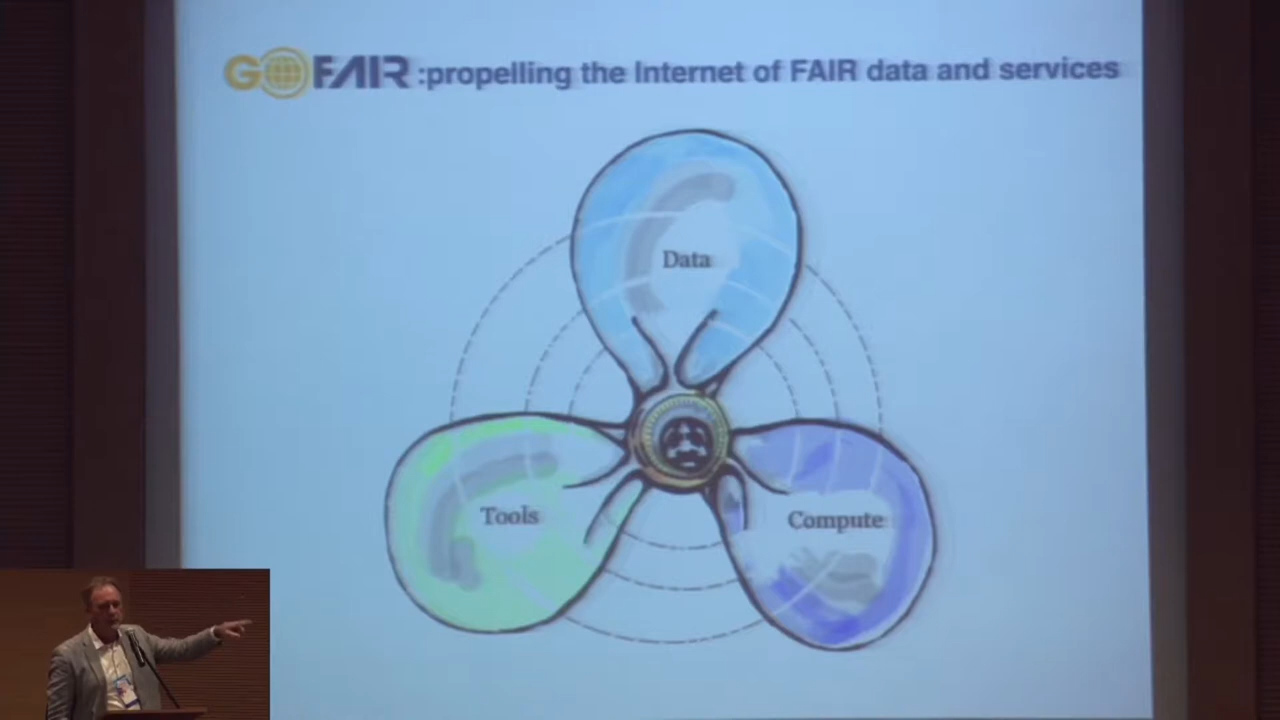 GO FAIR :propelling the Internet of FAIR data and services
Data
Tools
Compute